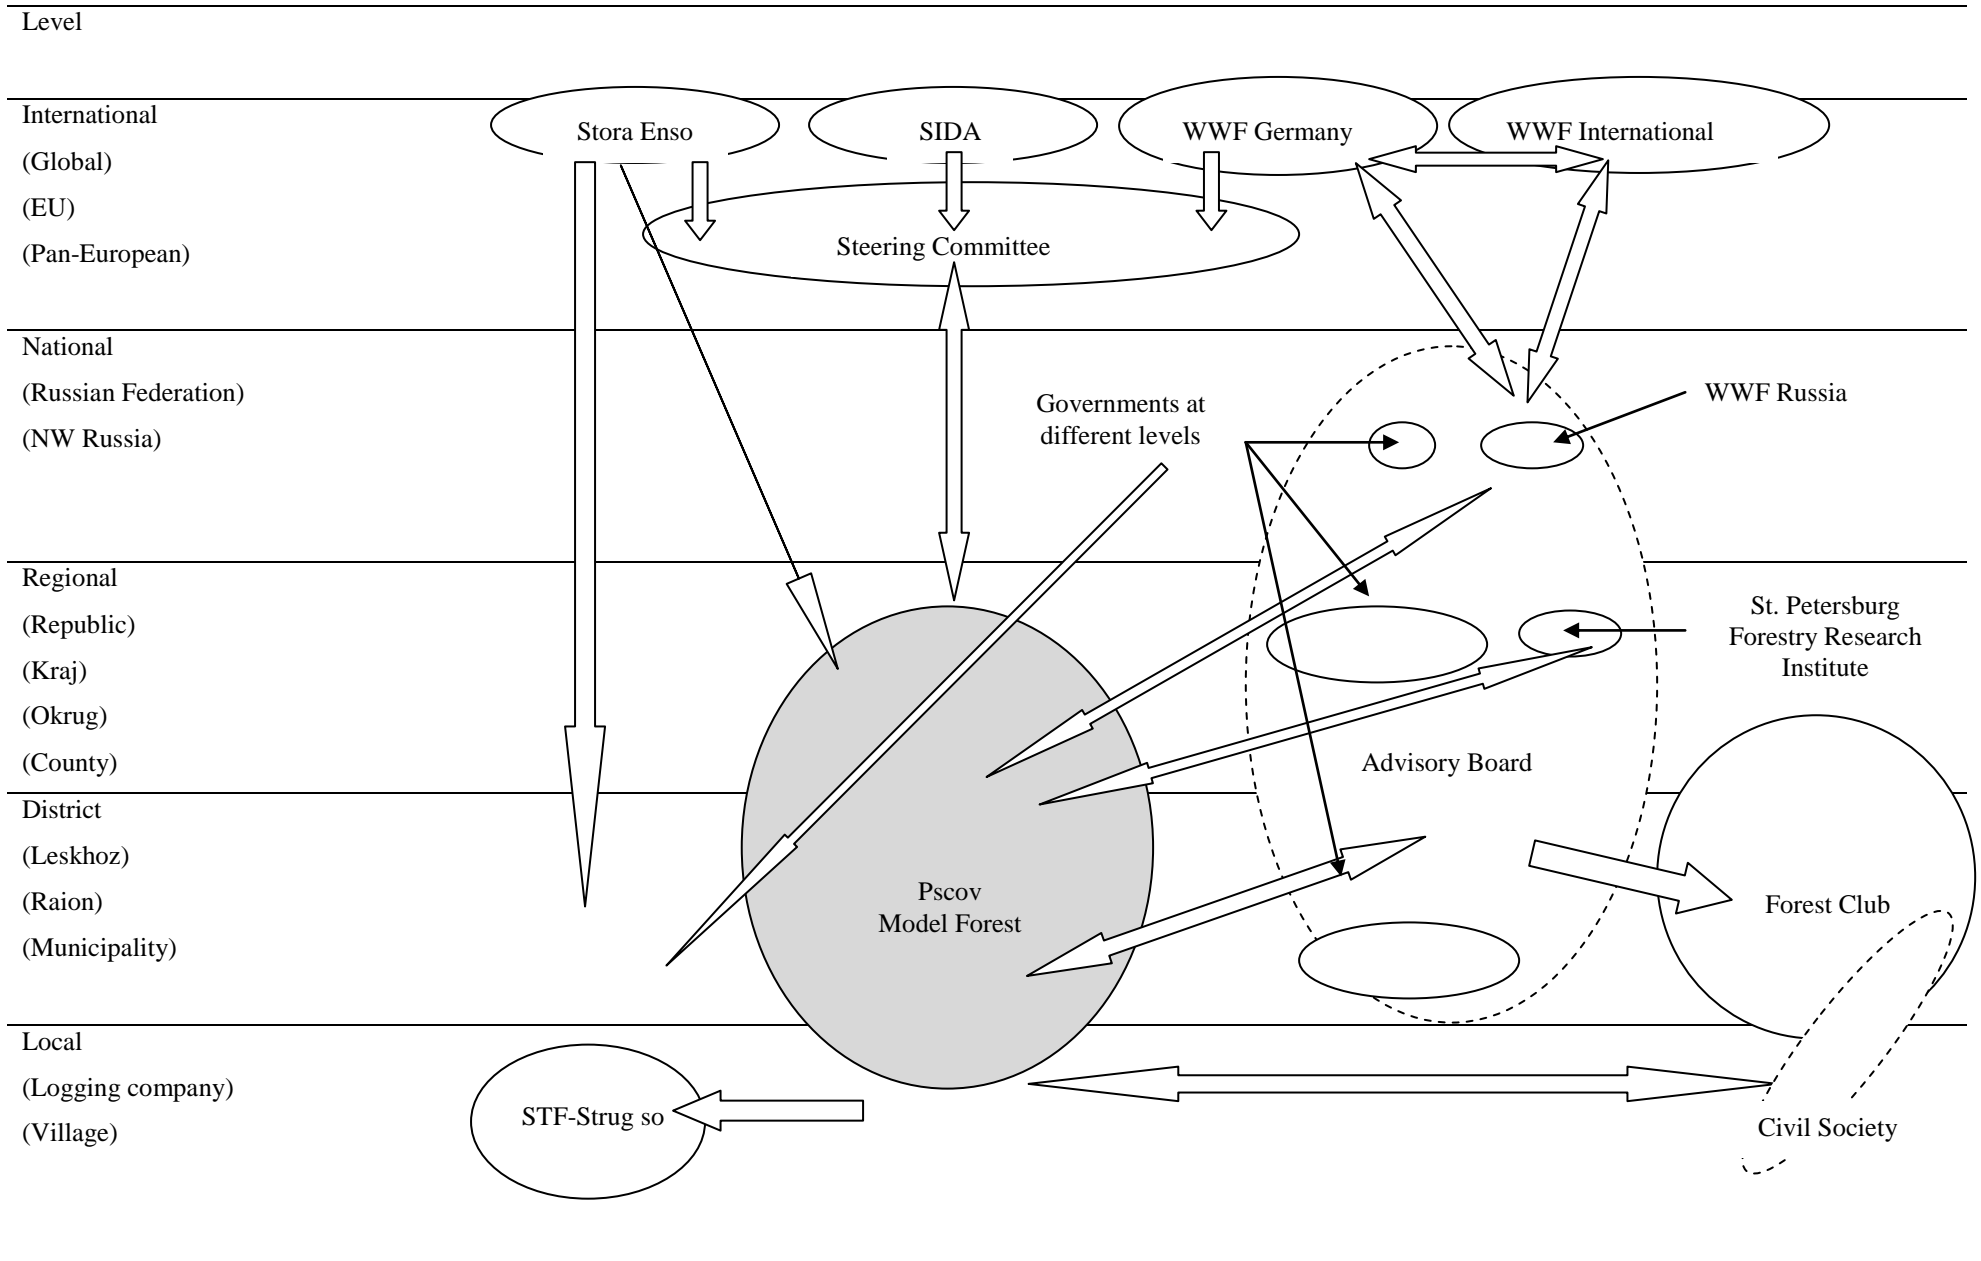 Level
International
(Global)
(EU)
(Pan-European)
Stora Enso
SIDA
WWF Germany
WWF International
Steering Committee
National
(Russian Federation)
(NW Russia)
Governments at
different levels
WWF Russia
Regional
(Republic)
(Kraj)
(Okrug)
(County)
St. Petersburg
Forestry Research
Institute
Advisory Board
District
(Leskhoz)
(Raion)
(Municipality)
Pscov
Model Forest
Forest Club
Local
(Logging company)
(Village)
STF-Strug so
Civil Society